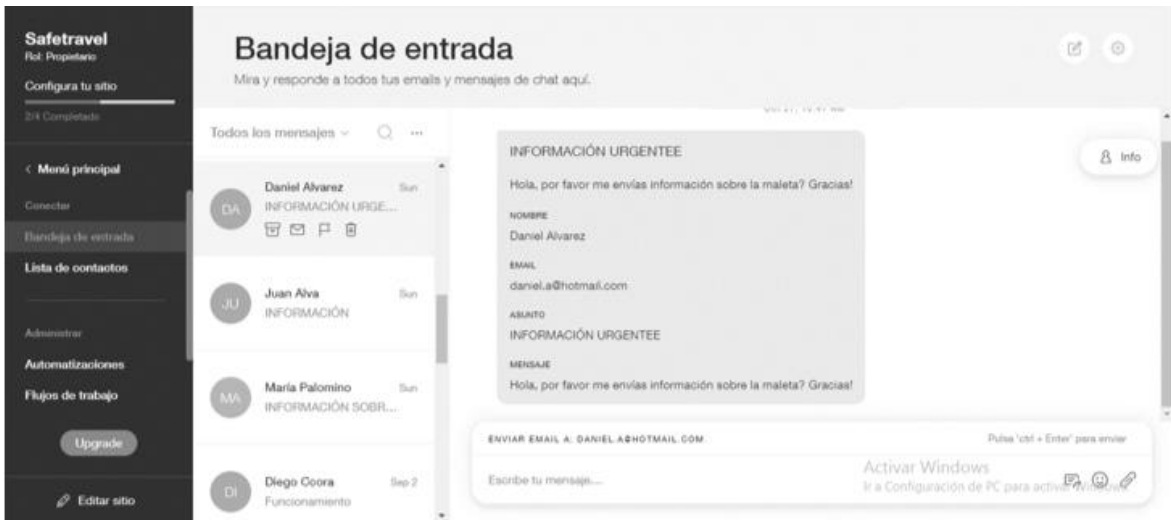 Safetravel
Rol: Propietario
Configura tu sitio
2/4 Completado
< Menú principal
Conectar
Bandeja de entrada
Lista de contactos
Administrar
Automatizaciones
Flujos de trabajo
Upgrade
Editar sitio
Bandeja de entrada
Mira y responde a todos tus emails y mensajes de chat aquí.
Todos los mensajes
DA
Daniel Alvarez
Sun
INFORMACIÓN URGE...
JU
Juan Alva
Sun
INFORMACIÓN
MA
María Palomino
Sun
INFORMACIÓN SOBR...
DI
Diego Coora
Sep 2
Funcionamiento
INFORMACIÓN URGENTEE
Hola, por favor me envías información sobre la maleta? Gracias!
NOMBRE
Daniel Alvarez
EMAIL
daniel.a@hotmail.com
ASUNTO
INFORMACIÓN URGENTEE
MENSAJE
Hola, por favor me envías información sobre la maleta? Gracias!
Info
ENVIAR EMAIL A: DANIEL.A@HOTMAIL.COM
Pulsa 'ctrl + Enter' para enviar
Escribe tu mensaje...
Activar Windows
Ir a Configuración de PC para activar Windows.